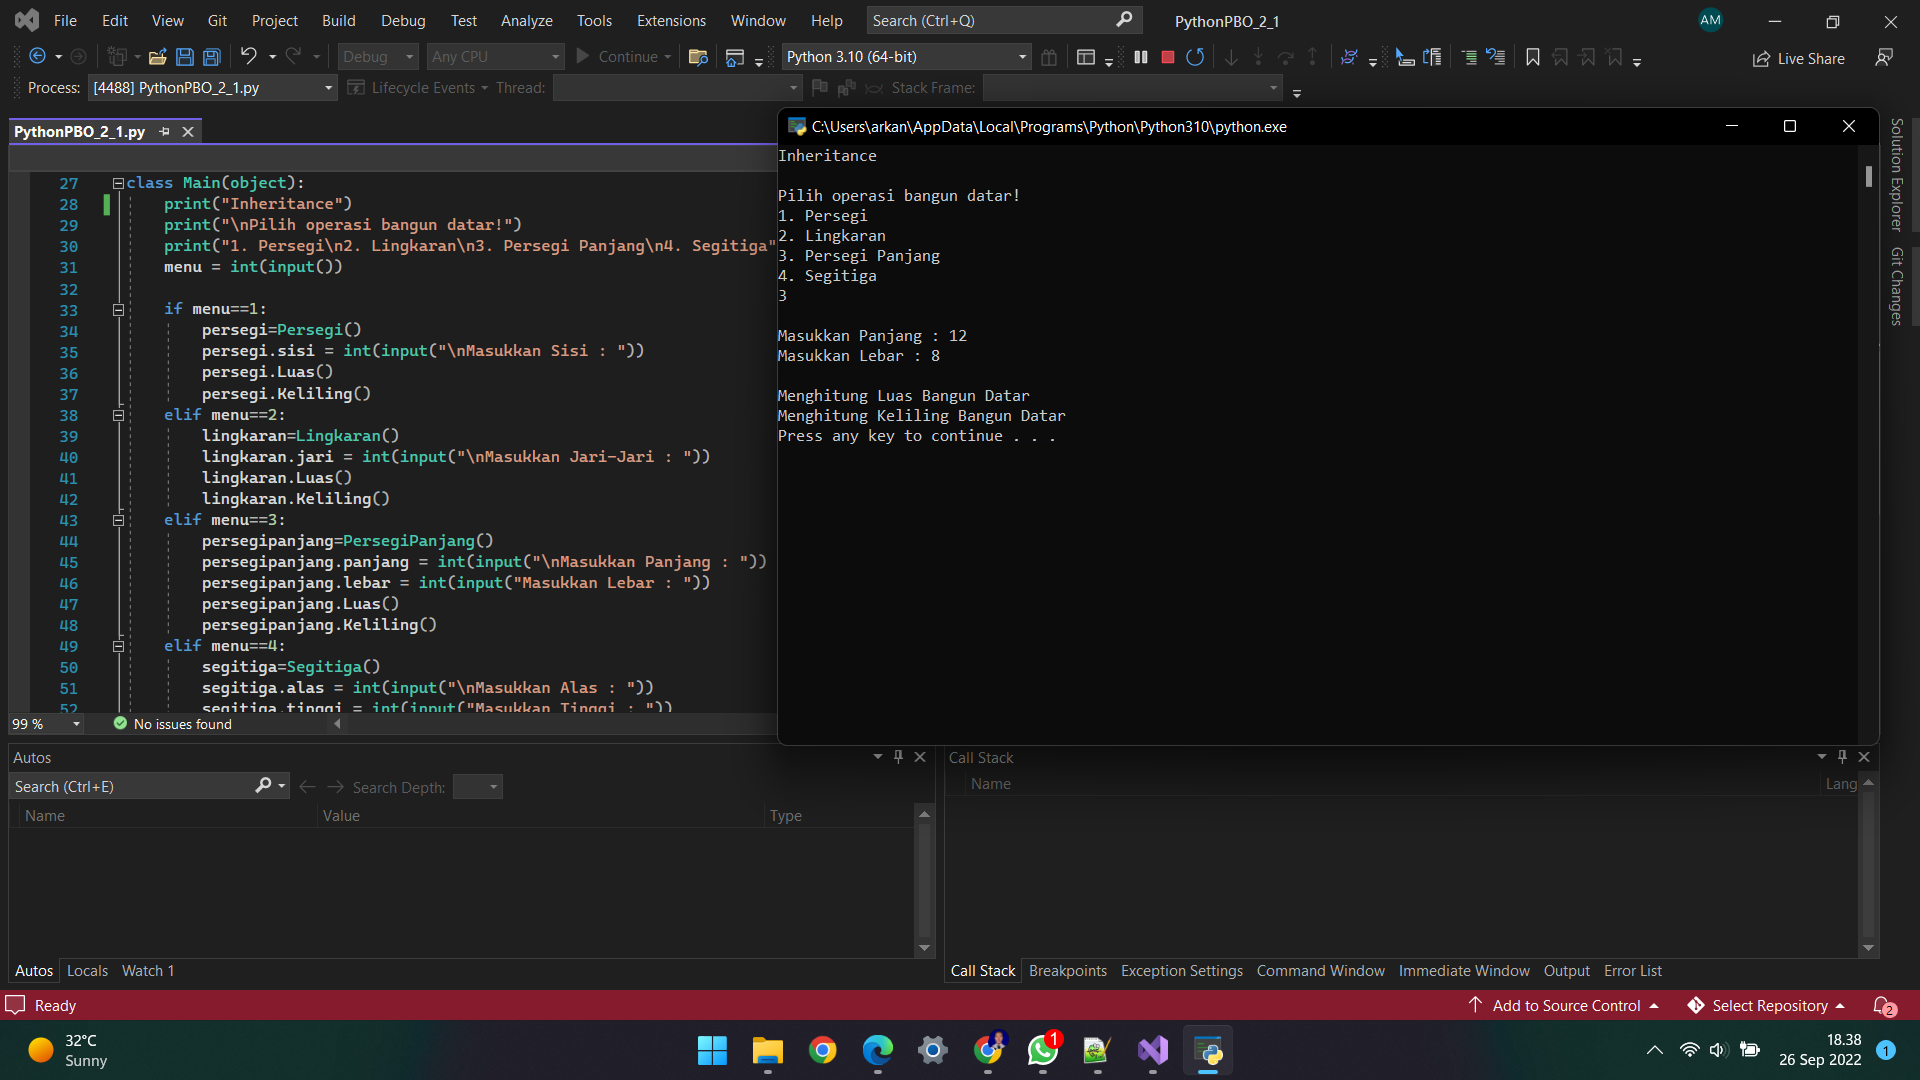 File Edit View Git Project Build Debug Test Analyze Tools Extensions Window Help Search (Ctrl+Q) PythonPBO_2_1 AM
Debug Any CPU Continue Python 3.10 (64-bit) Live Share
Process: [4488] PythonPBO_2_1.py Lifecycle Events Thread: Stack Frame:
PythonPBO_2_1.py
27 class Main(object):
28 print("Inheritance")
29 print("\nPilih operasi bangun datar!")
30 print("1. Persegi\n2. Lingkaran\n3. Persegi Panjang\n4. Segitiga"
31 menu = int(input())
32
33 if menu==1:
34 persegi=Persegi()
35 persegi.sisi = int(input("\nMasukkan Sisi : "))
36 persegi.Luas()
37 persegi.Keliling()
38 elif menu==2:
39 lingkaran=Lingkaran()
40 lingkaran.jari = int(input("\nMasukkan Jari-Jari : "))
41 lingkaran.Luas()
42 lingkaran.Keliling()
43 elif menu==3:
44 persegipanjang=PersegiPanjang()
45 persegipanjang.panjang = int(input("\nMasukkan Panjang : "))
46 persegipanjang.lebar = int(input("Masukkan Lebar : "))
47 persegipanjang.Luas()
48 persegipanjang.Keliling()
49 elif menu==4:
50 segitiga=Segitiga()
51 segitiga.alas = int(input("\nMasukkan Alas : "))
52 segitiga.tinggi = int(input("Masukkan Tinggi : "))
99 % No issues found
C:\Users\arkan\AppData\Local\Programs\Python\Python310\python.exe
Inheritance
Pilih operasi bangun datar!
1. Persegi
2. Lingkaran
3. Persegi Panjang
4. Segitiga
3
Masukkan Panjang : 12
Masukkan Lebar : 8
Menghitung Luas Bangun Datar
Menghitung Keliling Bangun Datar
Press any key to continue . . .
Solution Explorer
Git Changes
Autos
Search (Ctrl+E) Search Depth:
Name Value Type
Autos Locals Watch 1
Call Stack
Name Lang
Call Stack Breakpoints Exception Settings Command Window Immediate Window Output Error List
Ready Add to Source Control Select Repository 2
32°C
Sunny
1
18.38
26 Sep 2022
1